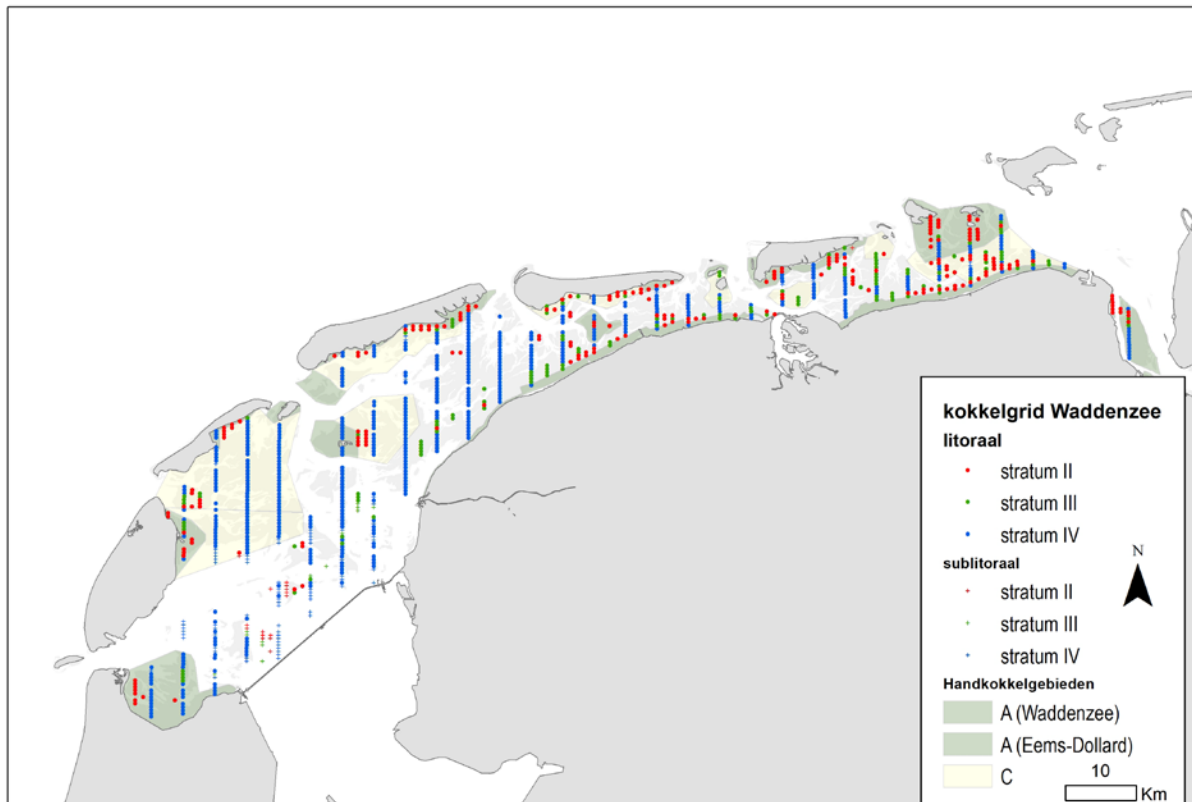 kokkelgrid Waddenzee
litoraal
stratum II
stratum III
stratum IV
sublitoraal
stratum II
stratum III
stratum IV
Handkokkelgebieden
A (Waddenzee)
A (Eems-Dollard)
C
N
10
Km